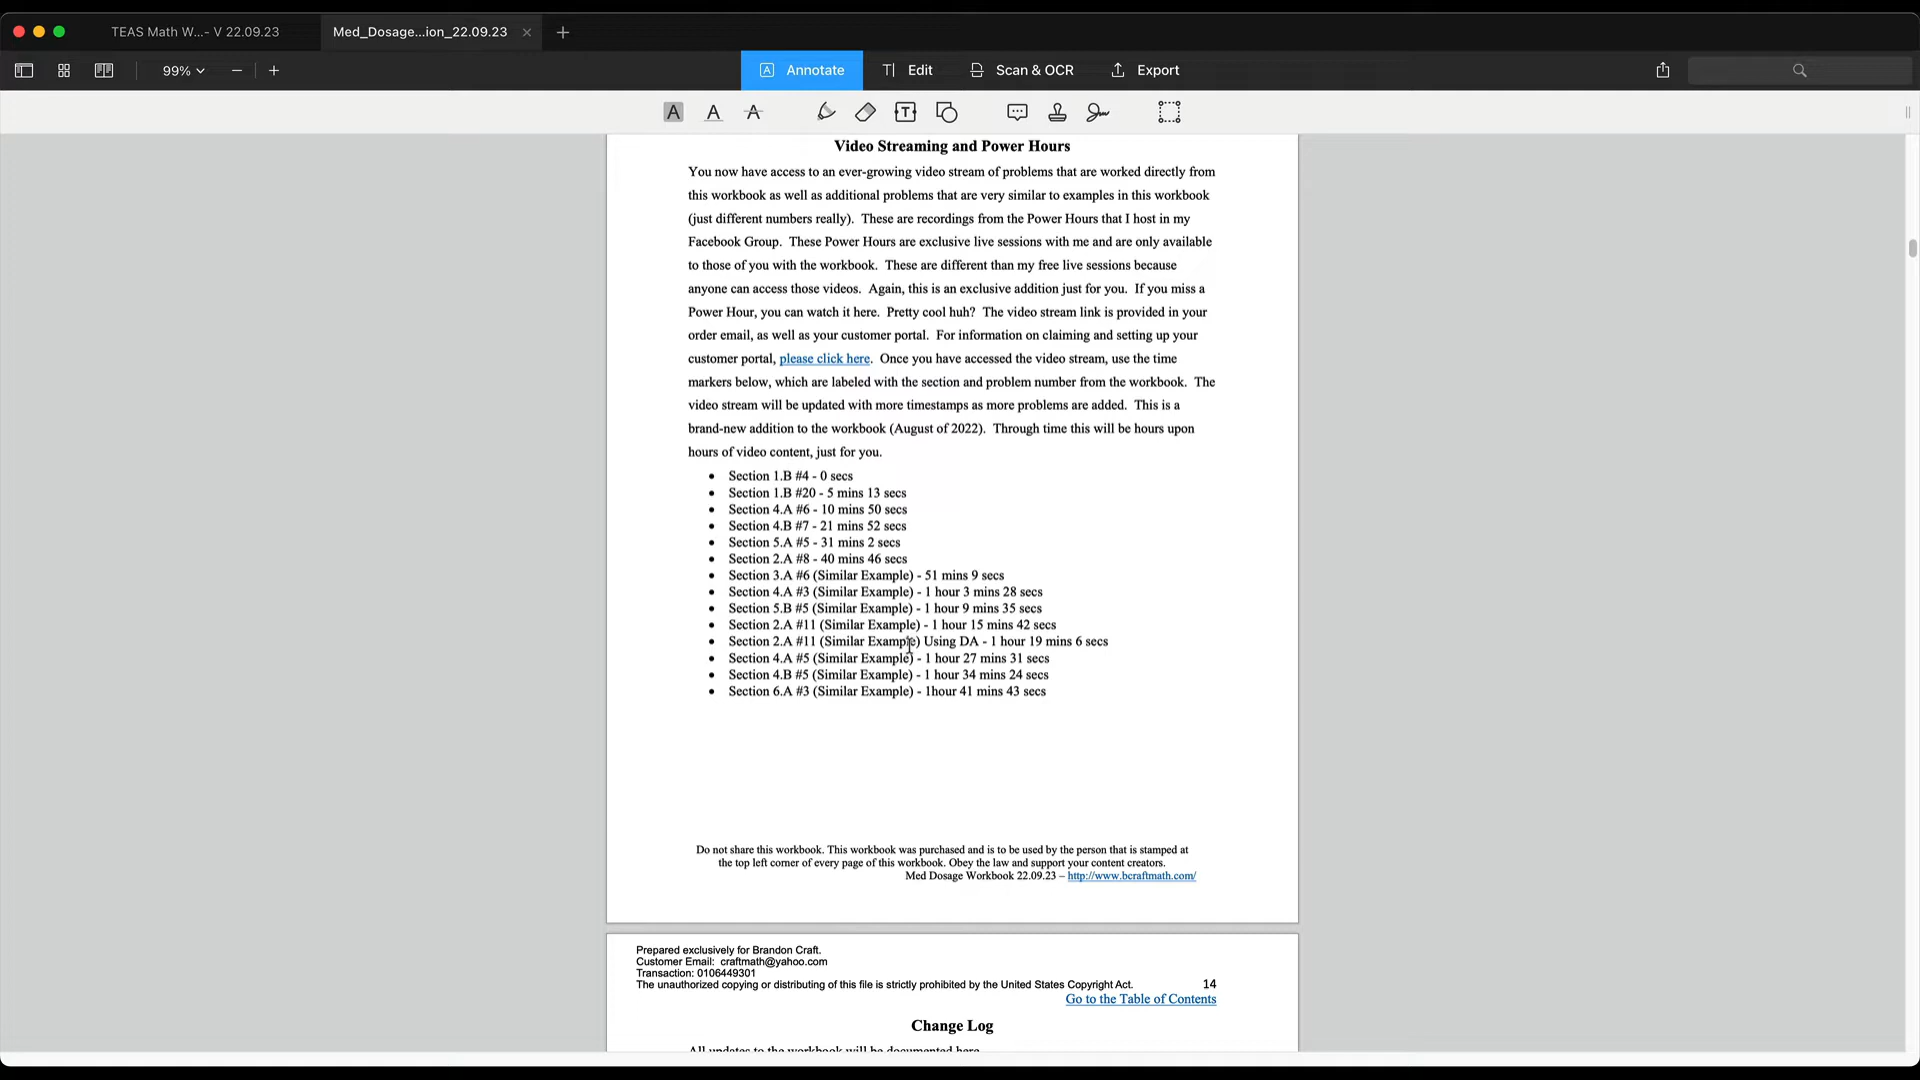 TEAS Math W...- V 22.09.23
Med_Dosage...ion_22.09.23
99%
Annotate
Edit
Scan & OCR
Export
Video Streaming and Power Hours
You now have access to an ever-growing video stream of problems that are worked directly from
this workbook as well as additional problems that are very similar to examples in this workbook
(just different numbers really). These are recordings from the Power Hours that I host in my
Facebook Group. These Power Hours are exclusive live sessions with me and are only available
to those of you with the workbook. These are different than my free live sessions because
anyone can access those videos. Again, this is an exclusive addition just for you. If you miss a
Power Hour, you can watch it here. Pretty cool huh? The video stream link is provided in your
order email, as well as your customer portal. For information on claiming and setting up your
customer portal, please click here. Once you have accessed the video stream, use the time
markers below, which are labeled with the section and problem number from the workbook. The
video stream will be updated with more timestamps as more problems are added. This is a
brand-new addition to the workbook (August of 2022). Through time this will be hours upon
hours of video content, just for you.
• Section 1.B #4 - 0 secs
• Section 1.B #20 - 5 mins 13 secs
• Section 4.A #6 - 10 mins 50 secs
• Section 4.B #7 - 21 mins 52 secs
• Section 5.A #5 - 31 mins 2 secs
• Section 2.A #8 - 40 mins 46 secs
• Section 3.A #6 (Similar Example) - 51 mins 9 secs
• Section 4.A #3 (Similar Example) - 1 hour 3 mins 28 secs
• Section 5.B #5 (Similar Example) - 1 hour 9 mins 35 secs
• Section 2.A #11 (Similar Example) - 1 hour 15 mins 42 secs
• Section 2.A #11 (Similar Example) Using DA - 1 hour 19 mins 6 secs
• Section 4.A #5 (Similar Example) - 1 hour 27 mins 31 secs
• Section 4.B #5 (Similar Example) - 1 hour 34 mins 24 secs
• Section 6.A #3 (Similar Example) - 1hour 41 mins 43 secs
Do not share this workbook. This workbook was purchased and is to be used by the person that is stamped at
the top left corner of every page of this workbook. Obey the law and support your content creators.
Med Dosage Workbook 22.09.23 – http://www.bcraftmath.com/
Prepared exclusively for Brandon Craft.
Customer Email: craftmath@yahoo.com
Transaction: 0106449301
The unauthorized copying or distributing of this file is strictly prohibited by the United States Copyright Act.
14
Go to the Table of Contents
Change Log
All updates to the workbook will be documented here